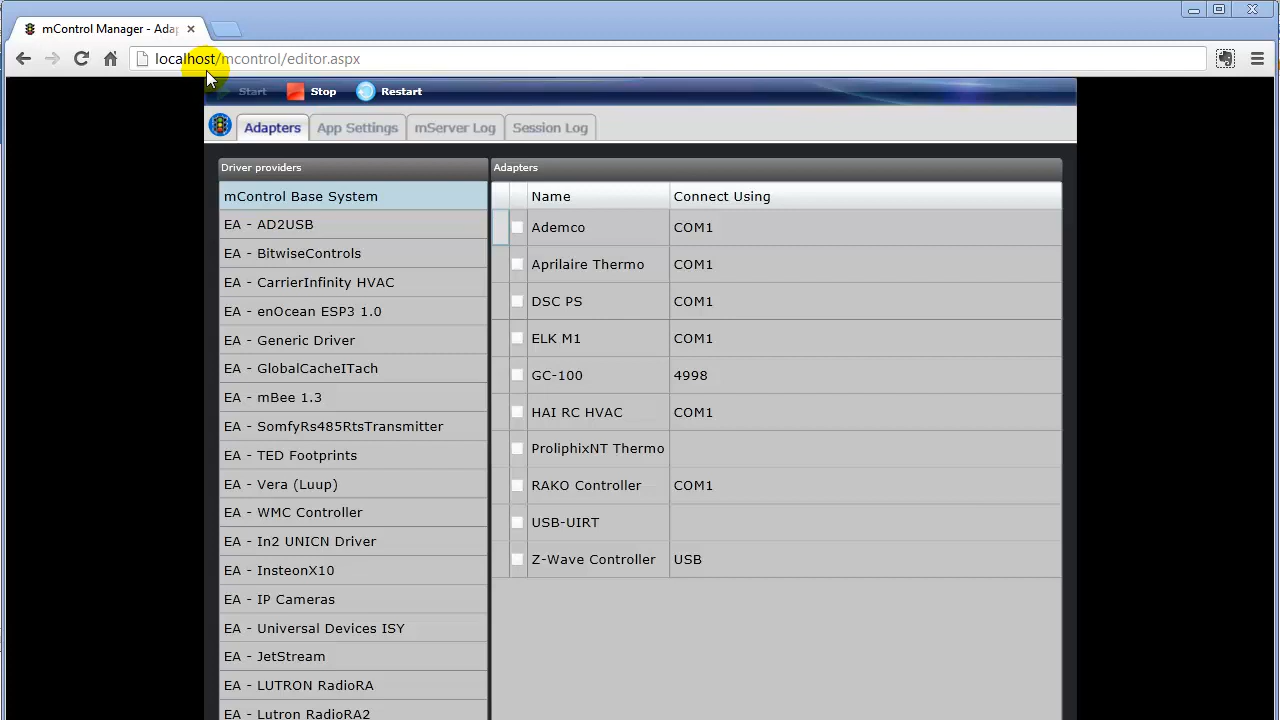 mControl Manager - Adap
localhost/mcontrol/editor.aspx
Start Stop Restart
Adapters App Settings mServer Log Session Log
Driver providers
mControl Base System
EA - AD2USB
EA - BitwiseControls
EA - CarrierInfinity HVAC
EA - enOcean ESP3 1.0
EA - Generic Driver
EA - GlobalCacheITach
EA - mBee 1.3
EA - SomfyRs485RtsTransmitter
EA - TED Footprints
EA - Vera (Luup)
EA - WMC Controller
EA - In2 UNICN Driver
EA - InsteonX10
EA - IP Cameras
EA - Universal Devices ISY
EA - JetStream
EA - LUTRON RadioRA
EA - Lutron RadioRA2
Adapters
Name Connect Using
Ademco COM1
Aprilaire Thermo COM1
DSC PS COM1
ELK M1 COM1
GC-100 4998
HAI RC HVAC COM1
ProliphixNT Thermo
RAKO Controller COM1
USB-UIRT
Z-Wave Controller USB